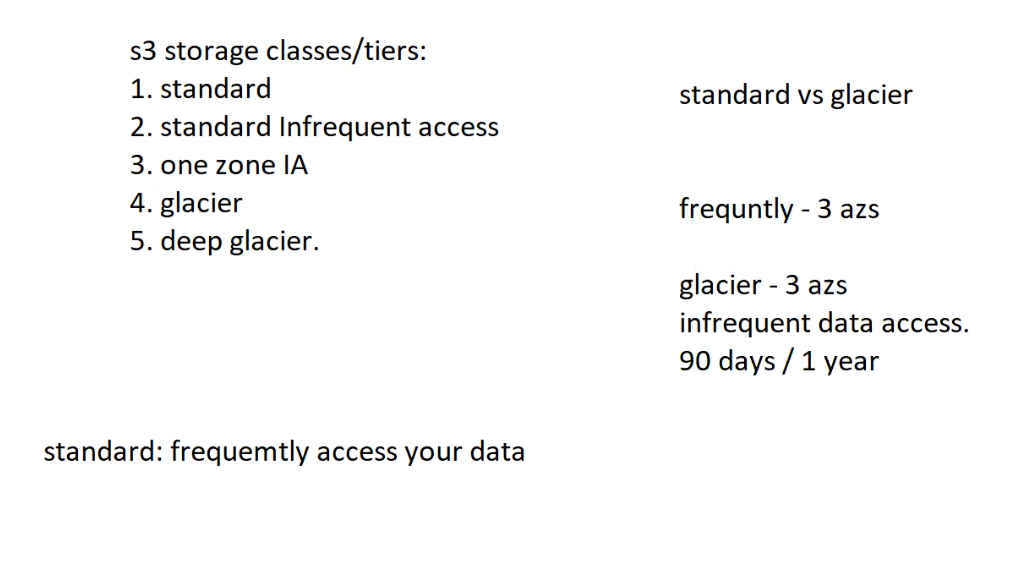 s3 storage classes/tiers:
1. standard
2. standard Infrequent access
3. one zone IA
4. glacier
5. deep glacier.
standard vs glacier
frequntly - 3 azs
glacier - 3 azs
infrequent data access.
90 days / 1 year
standard: frequemtly access your data